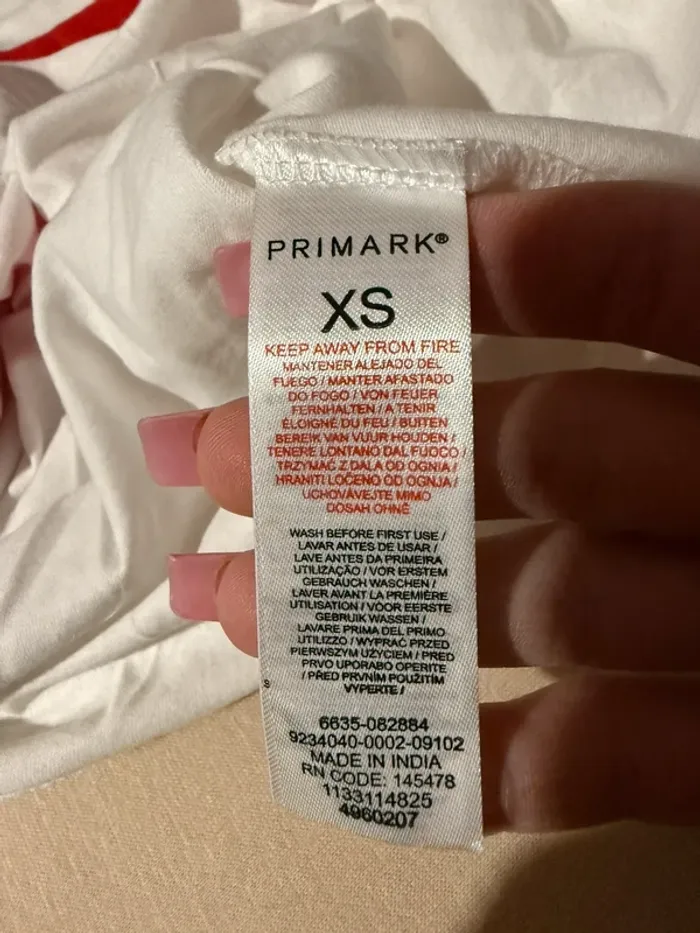 PRIMARK®
XS
KEEP AWAY FROM FIRE
MANTENER ALEJADO DEL
FUEGO / MANTER AFASTADO
DO FOGO / VON FEUER
FERNHALTEN / A TENIR
ÉLOIGNÉ DU FEU / BUITEN
BEREIK VAN VUUR HOUDEN /
TENERE LONTANO DAL FUOCO /
TRZYMAĆ Z DALA OD OGNIA /
HRANITI LOČENO OD OGNJA /
UCHOVÁVEJTE MIMO
DOSAH OHNĚ
WASH BEFORE FIRST USE /
LAVAR ANTES DE USAR /
LAVE ANTES DA PRIMEIRA
UTILIZAÇÃO / VOR ERSTEM
GEBRAUCH WASCHEN /
LAVER AVANT LA PREMIÈRE
UTILISATION / VOOR EERSTE
GEBRUIK WASSEN /
LAVARE PRIMA DEL PRIMO
UTILIZZO / WYPRAĆ PRZED
PIERWSZYM UŻYCIEM / PRED
PRVO UPORABO OPERITE
/ PŘED PRVNÍM POUŽITÍM
VYPERTE /
6635-082884
9234040-0002-09102
MADE IN INDIA
RN CODE: 145478
1133114825
4960207